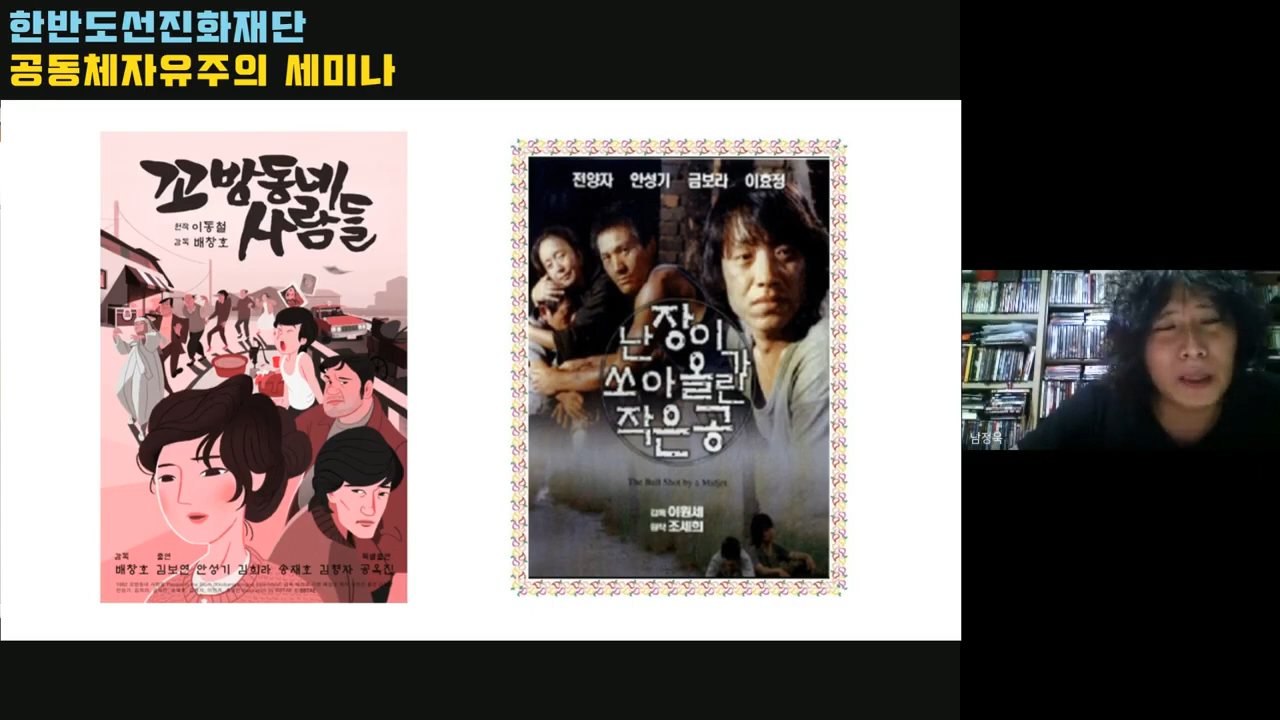 한반도선진화재단
공동체자유주의 세미나
꼬방동네
사람들
원작 이동철
감독 배창호
감독 출연 특별출연
배창호 김보연 안성기 김희라 송재호 김형자 공옥진
전양자 안성기 금보라 이효정
난장이
쏘아올린
작은공
The Ball Shot by a Midget
감독 이원세
원작 조세희
남정욱